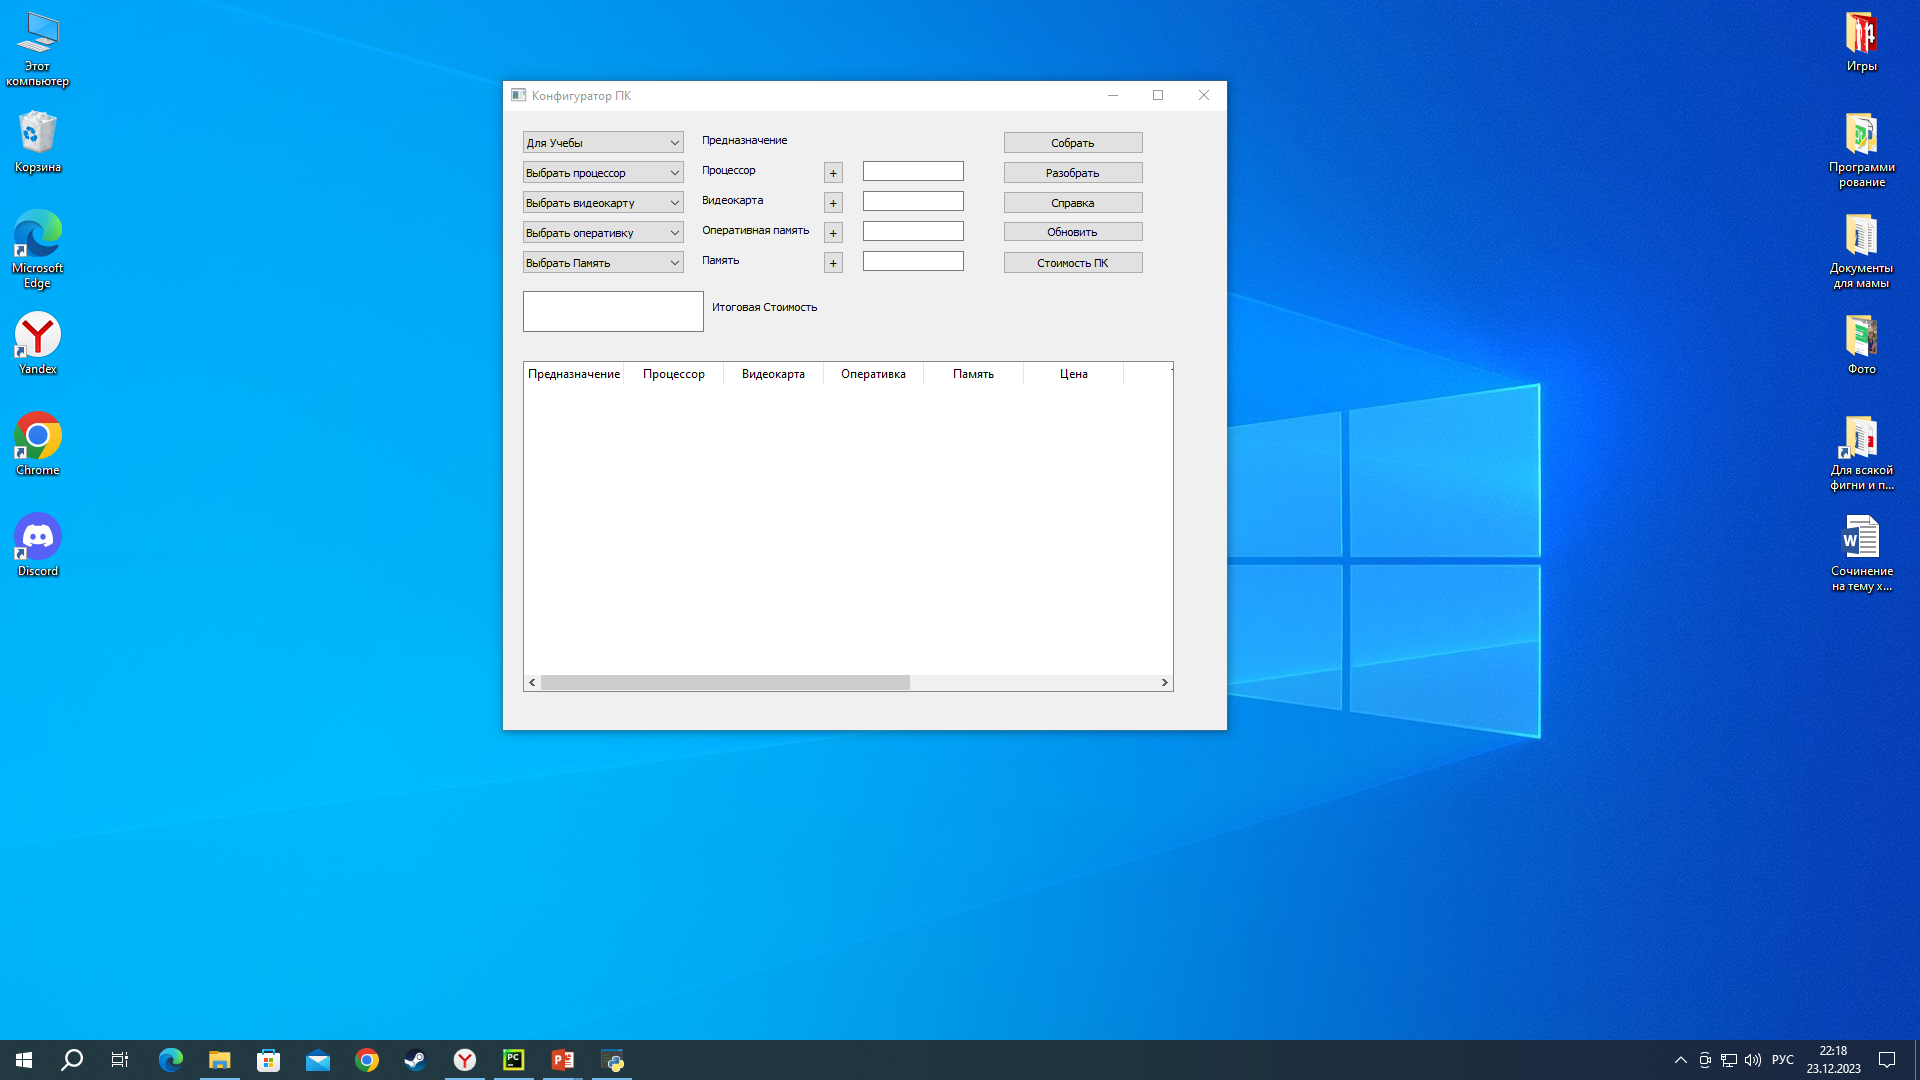 Этот
компьютер
Корзина
Microsoft
Edge
Yandex
Chrome
Discord
Конфигуратор ПК
Для Учебы
Предназначение
Собрать
Выбрать процессор
Процессор
+
Разобрать
Выбрать видеокарту
Видеокарта
+
Справка
Выбрать оперативку
Оперативная память
+
Обновить
Выбрать Память
Память
+
Стоимость ПК
Итоговая Стоимость
Предназначение Процессор Видеокарта Оперативка Память Цена
Игры
Программи
рование
Документы
для мамы
Фото
Для всякой
фигни и п...
Сочинение
на тему х...
РУС
22:18
23.12.2023